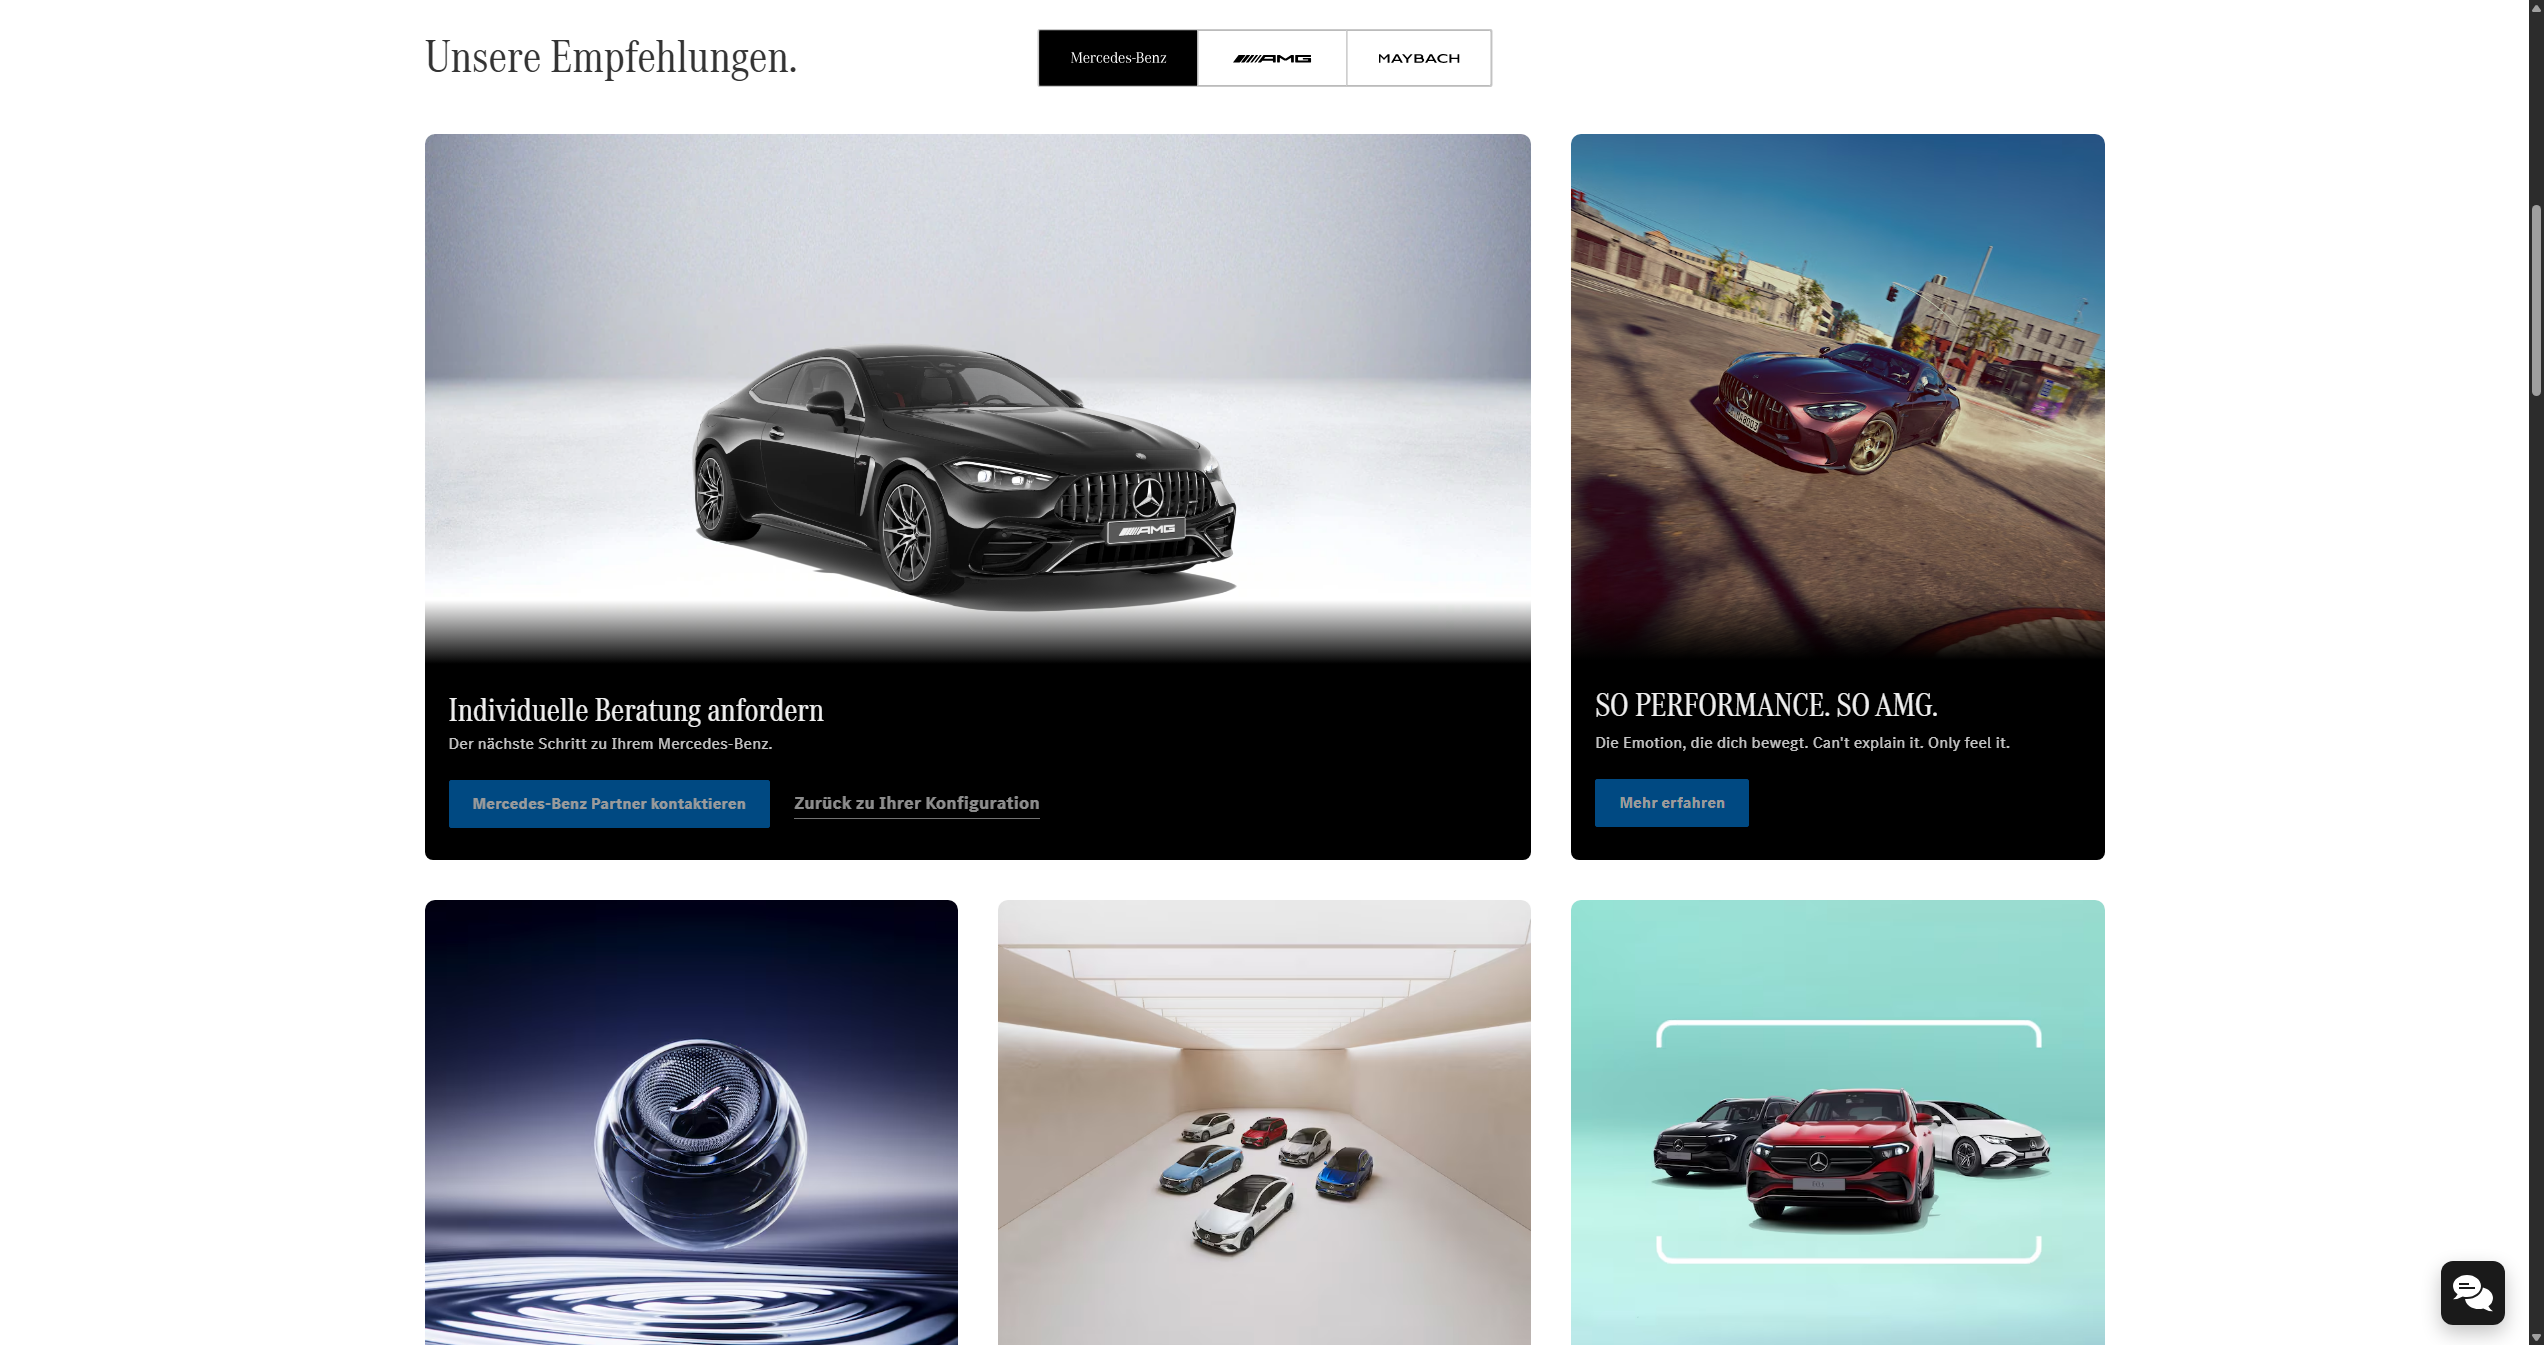 Unsere Empfehlungen.
Mercedes-Benz
AMG
MAYBACH
AMG
Individuelle Beratung anfordern
Der nächste Schritt zu Ihrem Mercedes-Benz.
Mercedes-Benz Partner kontaktieren
Zurück zu Ihrer Konfiguration
SO PERFORMANCE. SO AMG.
Die Emotion, die dich bewegt. Can't explain it. Only feel it.
Mehr erfahren